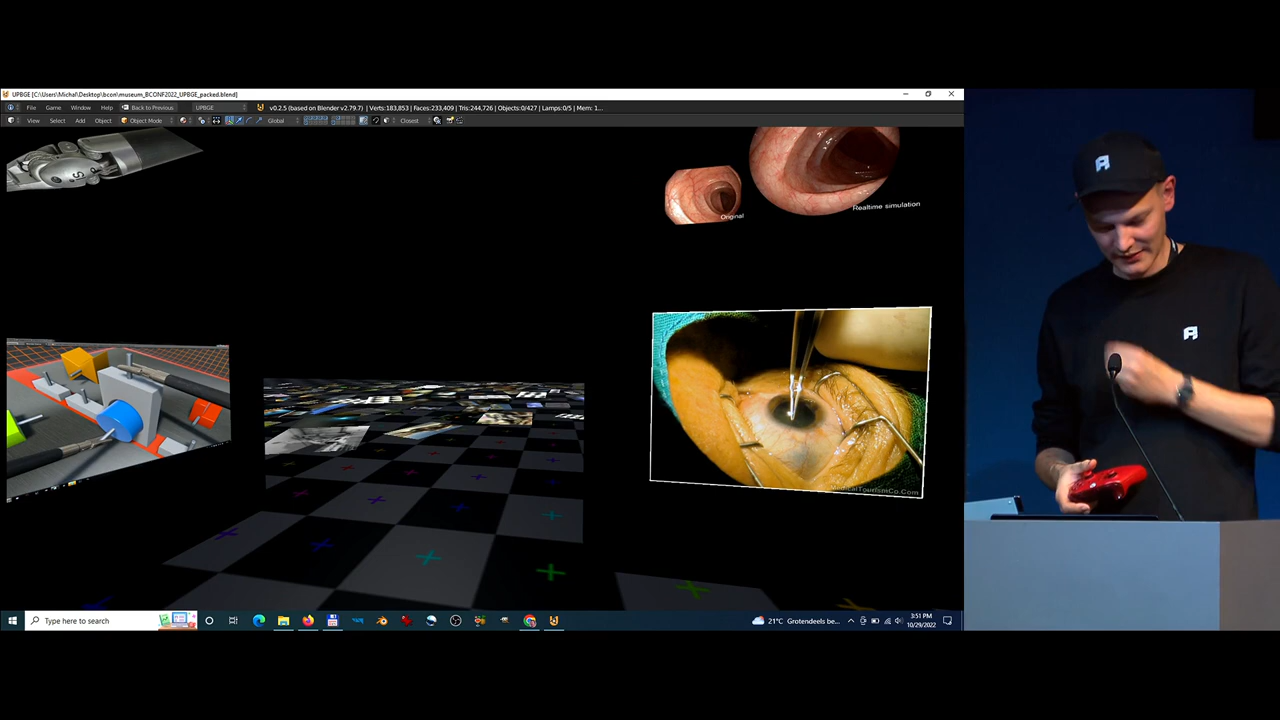 UPBGE [C:\Users\Michal\Desktop\bcon\museum_BCONF2022_UPBGE_packed.blend]
File Game Window Help Back to Previous UPBGE v0.2.5 (based on Blender v2.79.7) | Verts:183,853 | Faces:233,409 | Tris:244,726 | Objects:0/427 | Lamps:0/5 | Mem: 1...
View Select Add Object Object Mode Global Closest
Original
Realtime simulation
MedicalTourismCo.Com
Type here to search
21°C Grotendeels be...
3:51 PM
10/29/2022